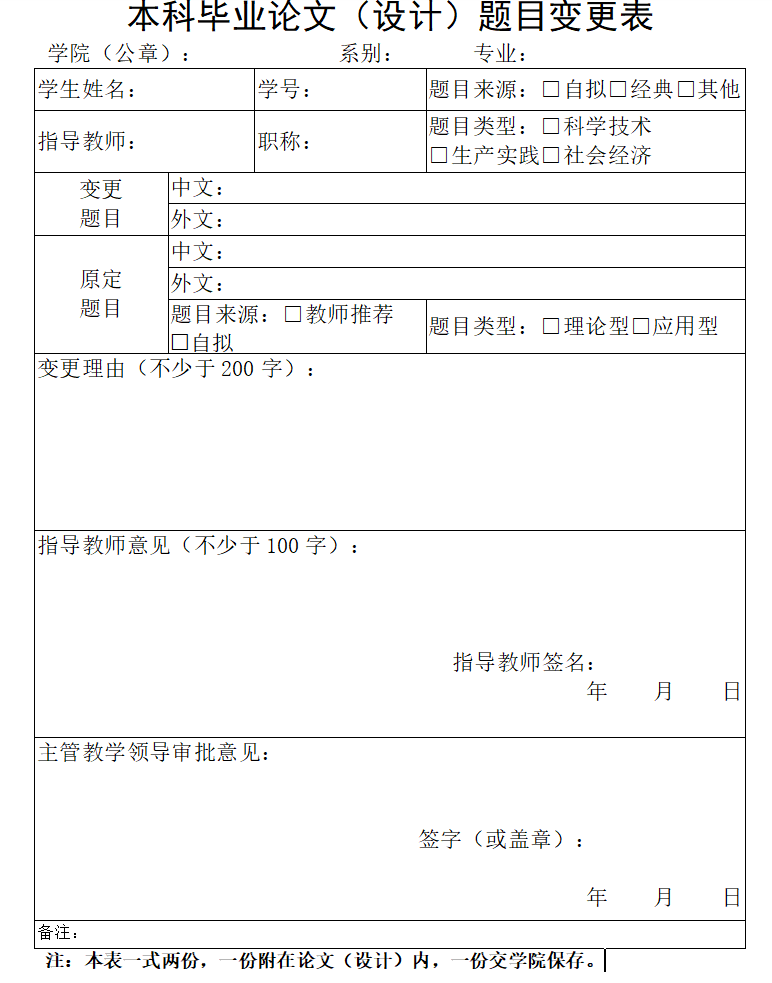 本科毕业论文（设计）题目变更表
学院（公章）： 系别： 专业：
学生姓名： 学号： 题目来源：□自拟□经典□其他
指导教师： 职称： 题目类型：□科学技术
□生产实践□社会经济
变更
题目
中文：
外文：
原定
题目
中文：
外文：
题目来源：□教师推荐
□自拟
题目类型：□理论型□应用型
变更理由（不少于200字）：
指导教师意见（不少于100字）：
指导教师签名：
年 月 日
主管教学领导审批意见：
签字（或盖章）：
年 月 日
备注：
注：本表一式两份，一份附在论文（设计）内，一份交学院保存。